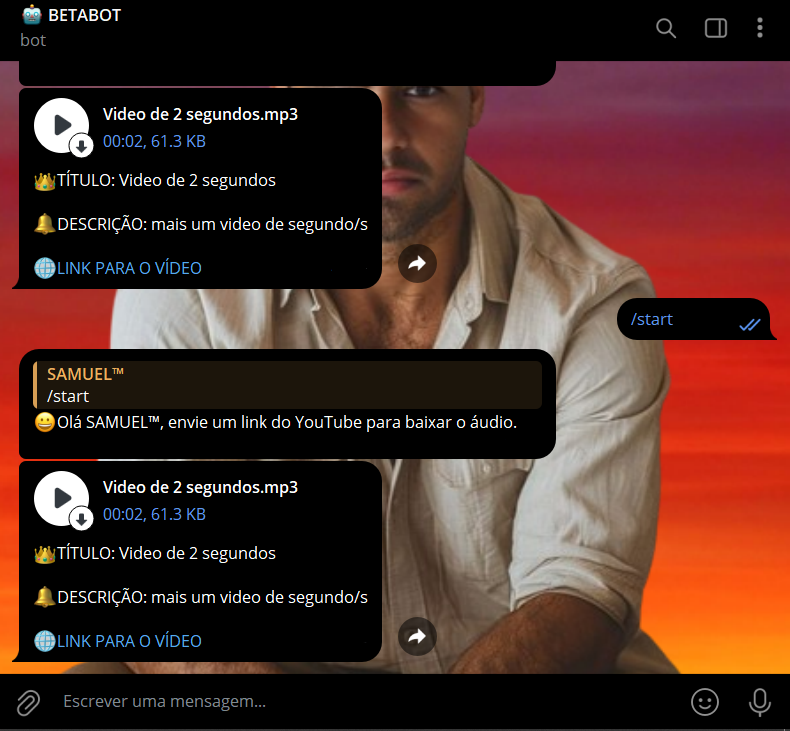 BETABOT
bot
Video de 2 segundos.mp3
00:02, 61.3 KB
👑TÍTULO: Video de 2 segundos
🔔DESCRIÇÃO: mais um video de segundo/s
🌐LINK PARA O VÍDEO
/start
SAMUEL™
/start
😀Olá SAMUEL™, envie um link do YouTube para baixar o áudio.
Video de 2 segundos.mp3
00:02, 61.3 KB
👑TÍTULO: Video de 2 segundos
🔔DESCRIÇÃO: mais um video de segundo/s
🌐LINK PARA O VÍDEO
Escrever uma mensagem...